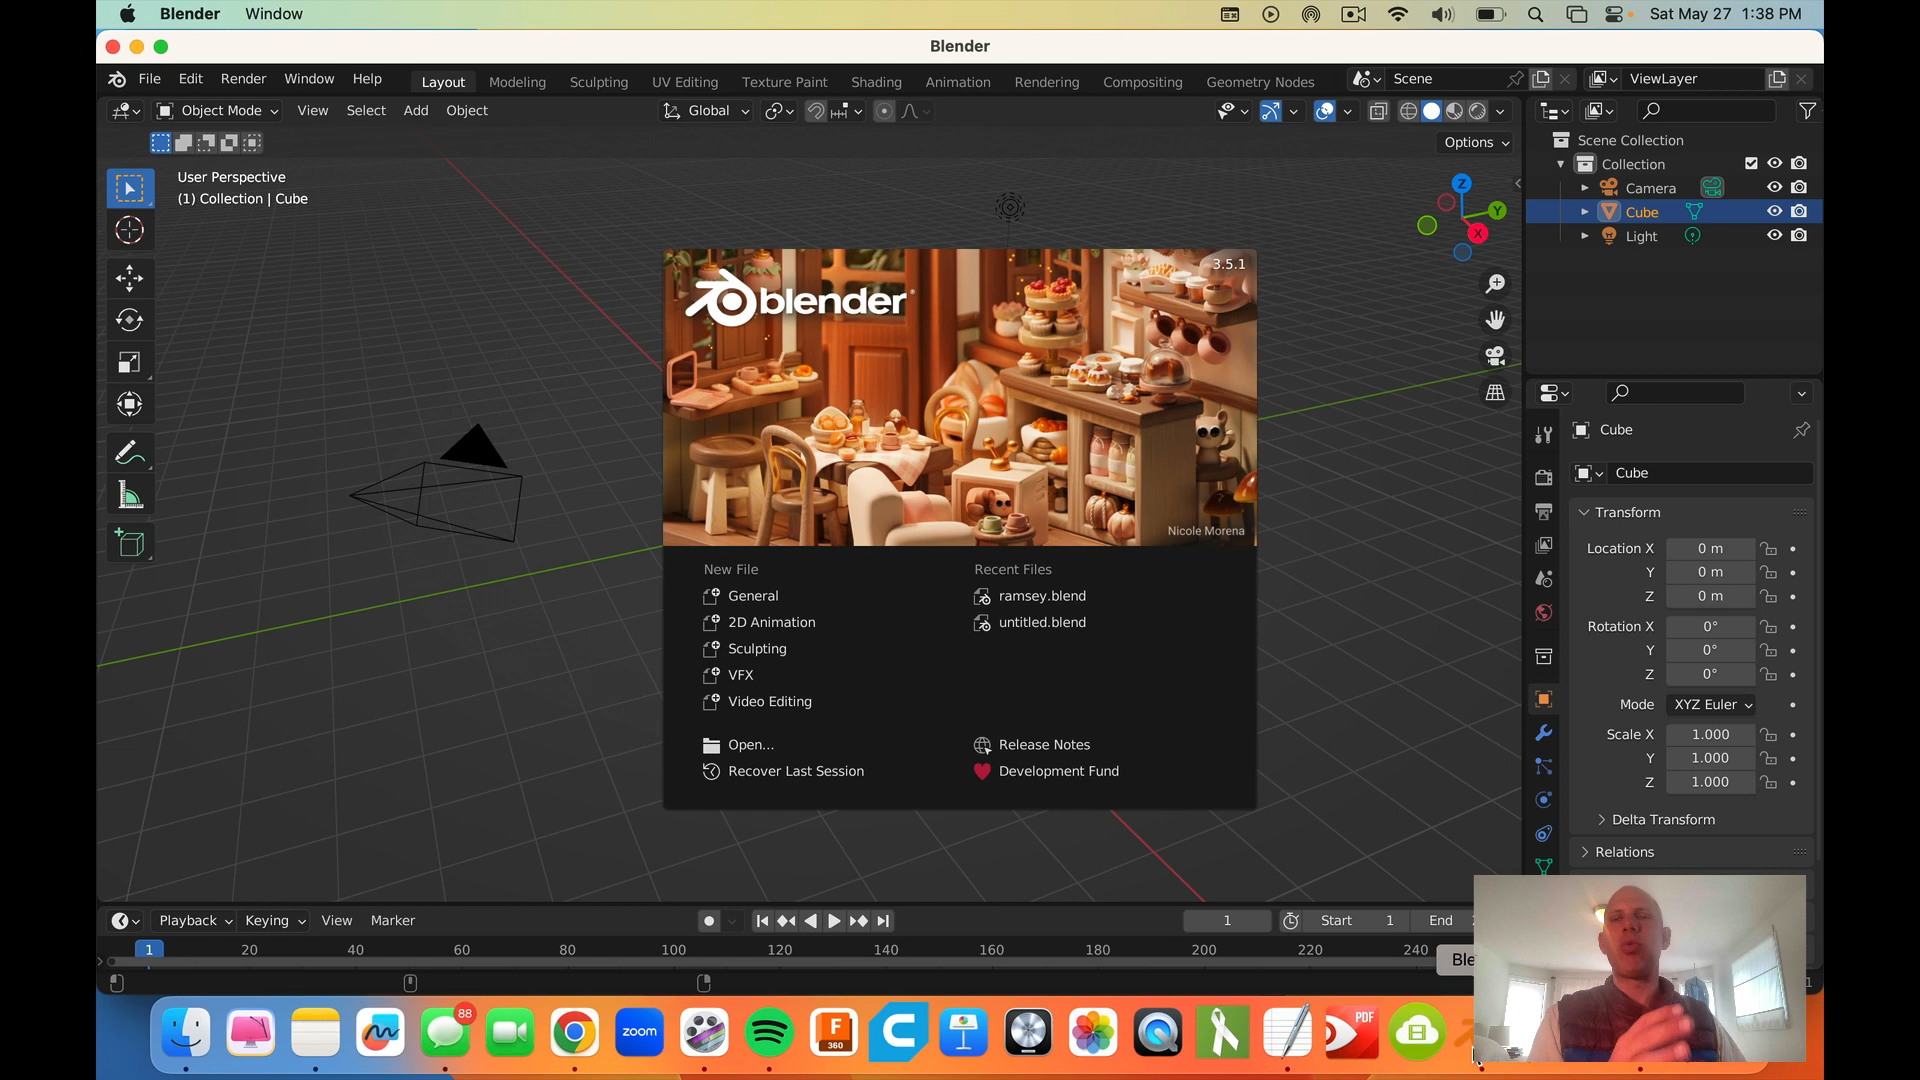 Blender Window Sat May 27 1:38 PM
Blender
File Edit Render Window Help Layout Modeling Sculpting UV Editing Texture Paint Shading Animation Rendering Compositing Geometry Nodes Scene ViewLayer
Object Mode View Select Add Object Global
Options
User Perspective
(1) Collection | Cube
Z
Y
X
Scene Collection
Collection
Camera
Cube
Light
3.5.1
blender
Nicole Morena
New File
General
2D Animation
Sculpting
VFX
Video Editing
Open...
Recover Last Session
Recent Files
ramsey.blend
untitled.blend
Release Notes
Development Fund
Cube
Cube
Transform
Location X 0 m
Y 0 m
Z 0 m
Rotation X 0°
Y 0°
Z 0°
Mode XYZ Euler
Scale X 1.000
Y 1.000
Z 1.000
Delta Transform
Relations
Playback Keying View Marker 1 Start 1 End
1 20 40 60 80 100 120 140 160 180 200 220 240
88
zoom
F
360
PDF